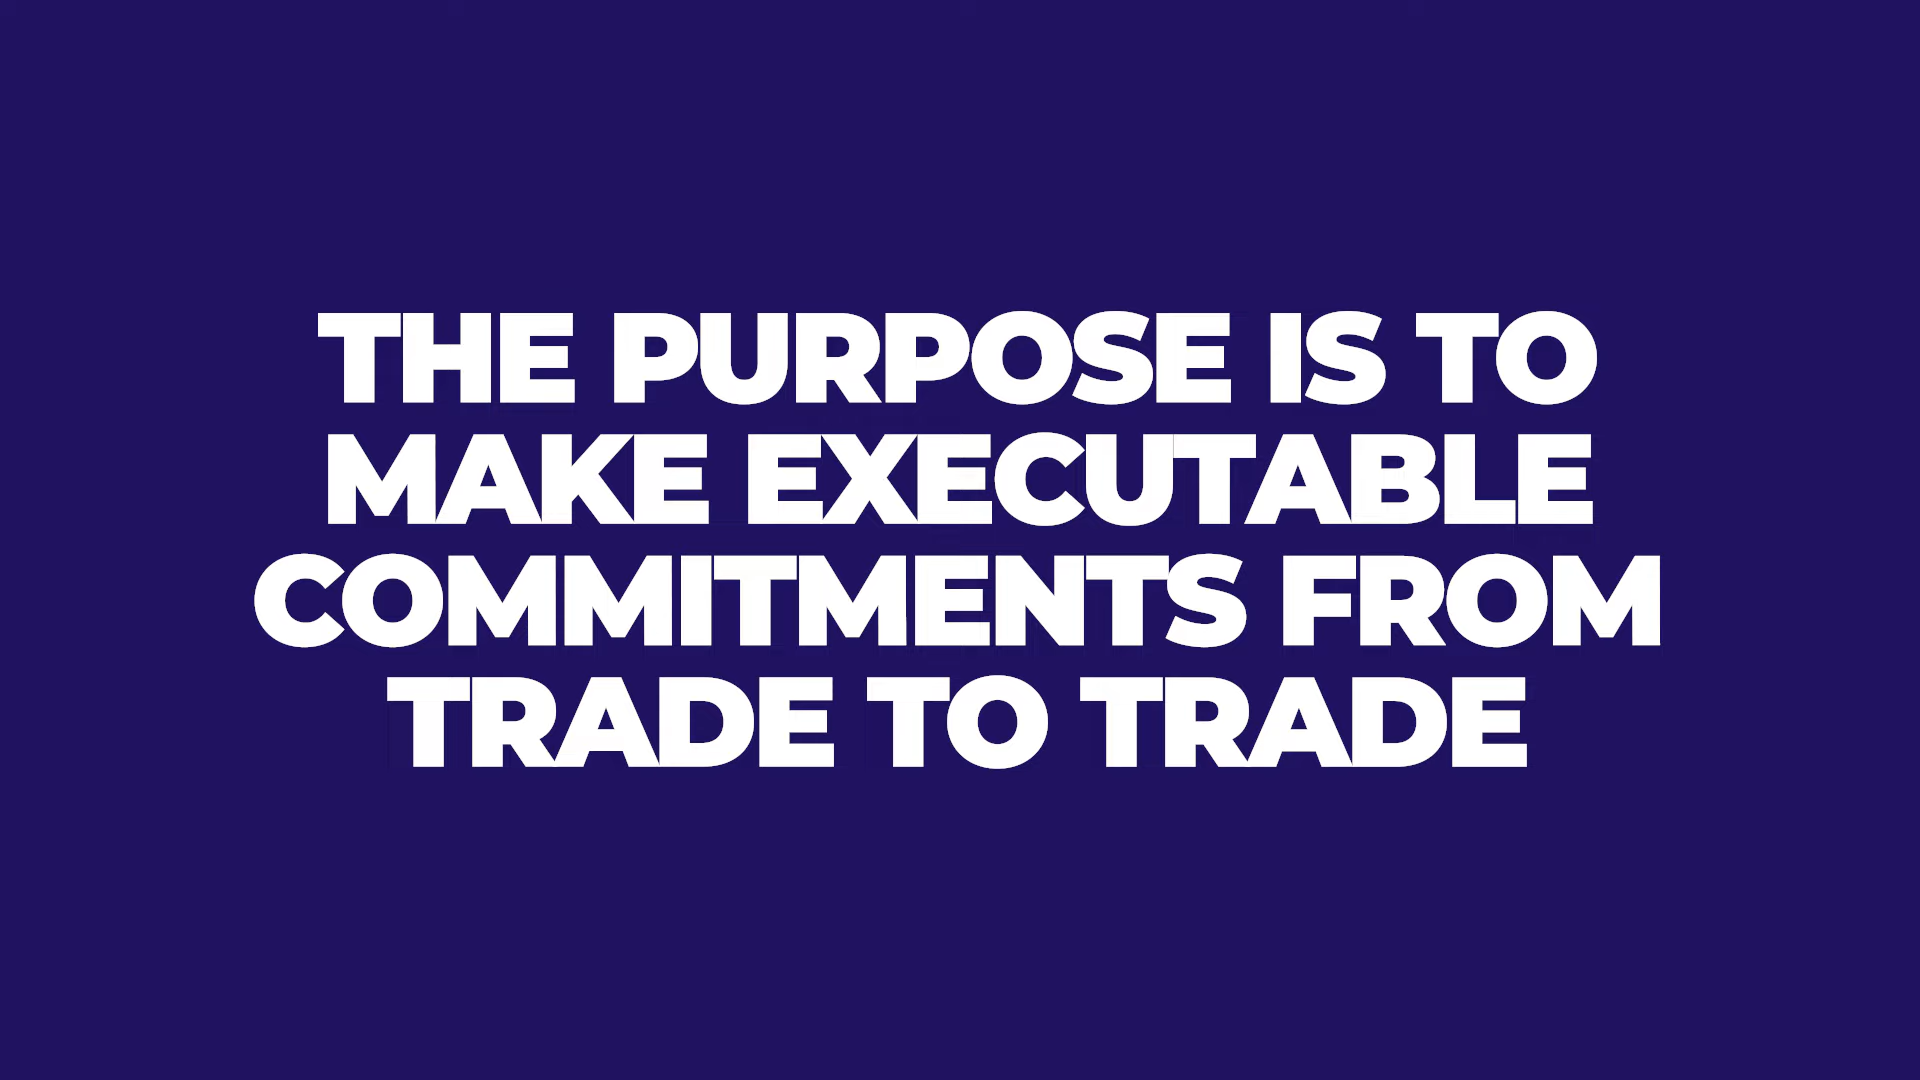 THE PURPOSE IS TO
MAKE EXECUTABLE
COMMITMENTS FROM
TRADE TO TRADE